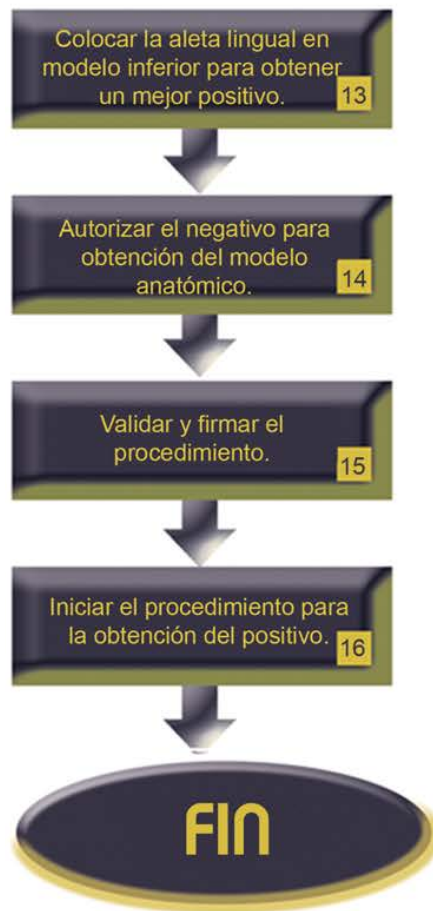 Colocar la aleta lingual en
modelo inferior para obtener
un mejor positivo.
13
Autorizar el negativo para
obtención del modelo
anatómico.
14
Validar y firmar el
procedimiento.
15
Iniciar el procedimiento para
la obtención del positivo.
16
FIN